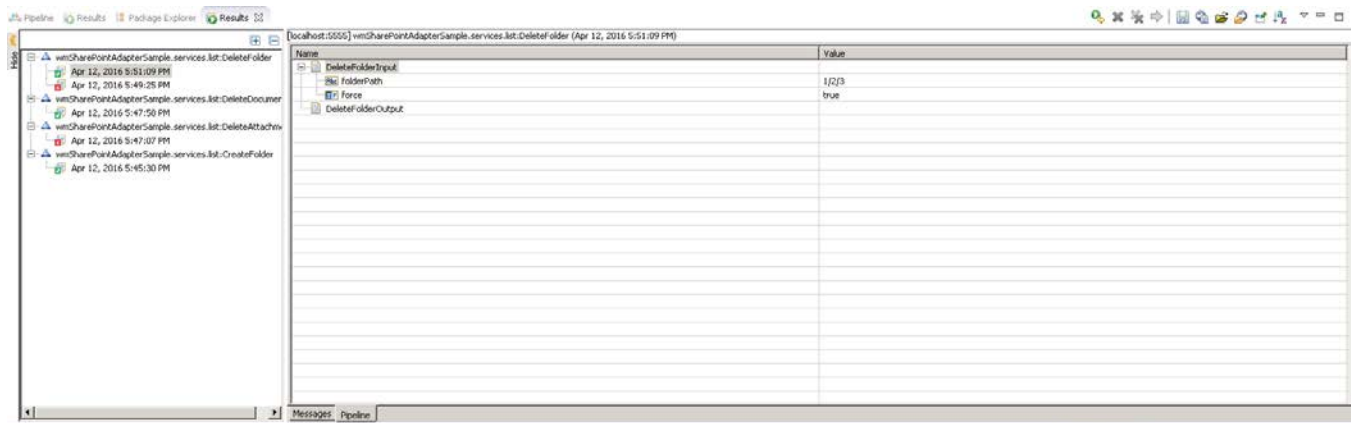 Pipeline Results Package Explorer Results
[localhost:5555] wmSharePointAdapterSample.services.list:DeleteFolder (Apr 12, 2016 5:51:09 PM)
Hide
wmSharePointAdapterSample.services.list:DeleteFolder
Apr 12, 2016 5:51:09 PM
Apr 12, 2016 5:49:25 PM
wmSharePointAdapterSample.services.list:DeleteDocumer
Apr 12, 2016 5:47:50 PM
wmSharePointAdapterSample.services.list:DeleteAttachm
Apr 12, 2016 5:47:07 PM
wmSharePointAdapterSample.services.list:CreateFolder
Apr 12, 2016 5:45:30 PM
Name Value
DeleteFolderInput
folderPath 1/2/3
force true
DeleteFolderOutput
Messages Pipeline